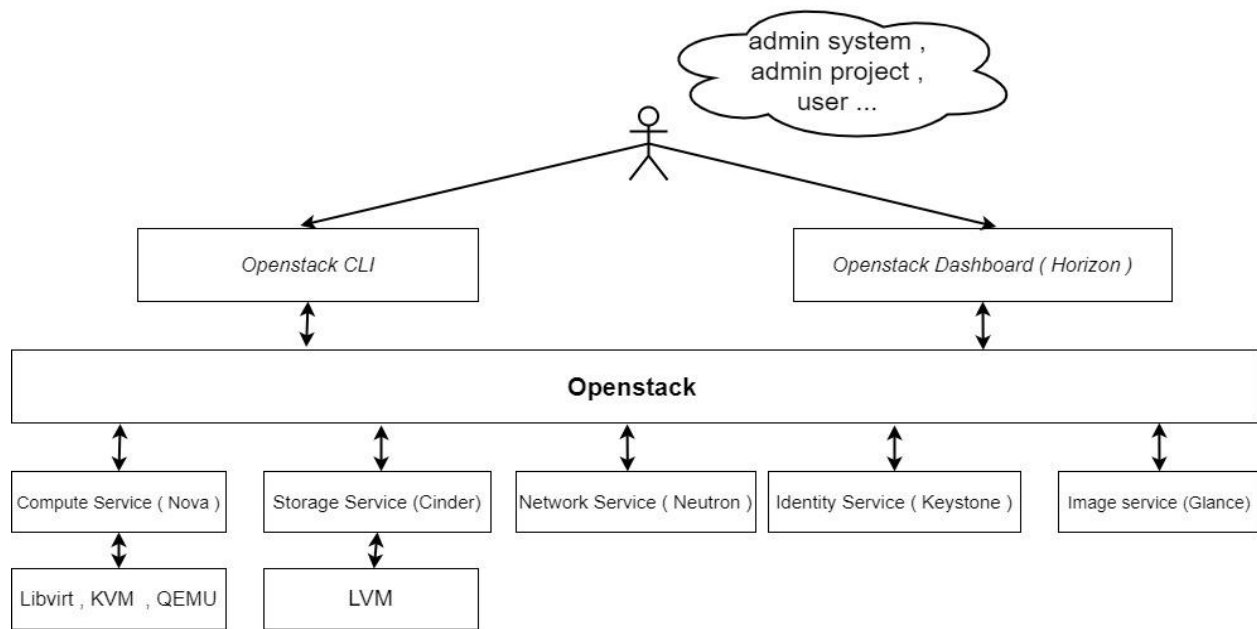 admin system ,
admin project ,
user ...
Openstack CLI
Openstack Dashboard ( Horizon )
Openstack
Compute Service ( Nova )
Storage Service (Cinder)
Network Service ( Neutron )
Identity Service ( Keystone )
Image service (Glance)
Libvirt , KVM , QEMU
LVM